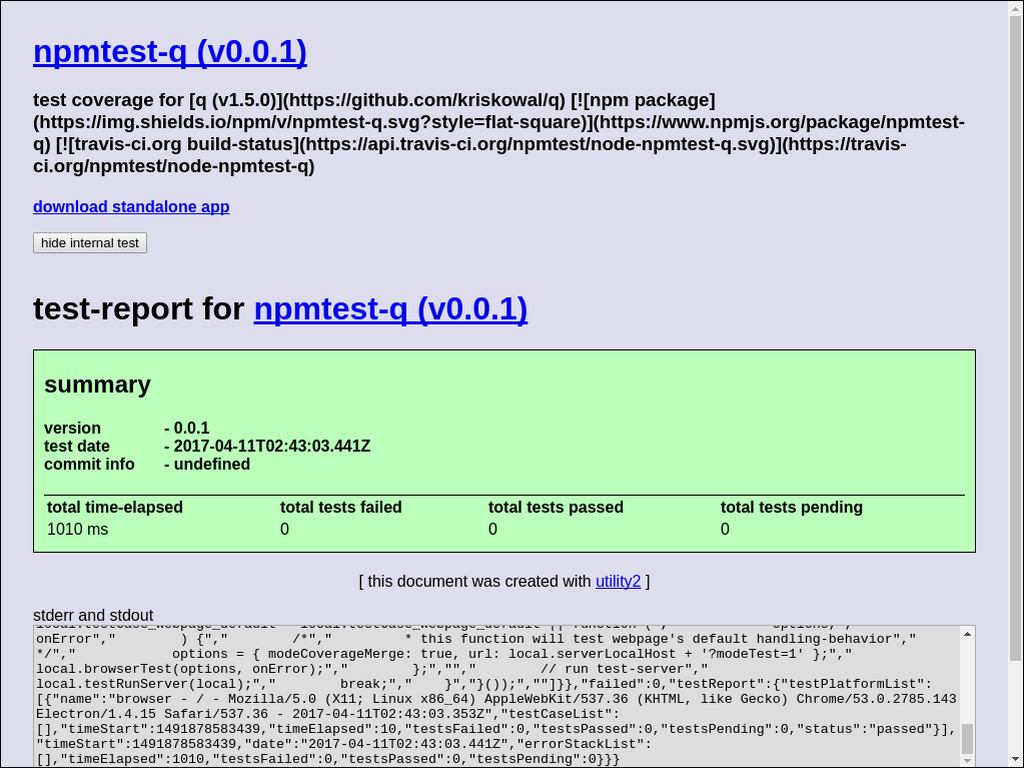 npmtest-q (v0.0.1)
test coverage for [q (v1.5.0)](https://github.com/kriskowal/q) [![npm package]
(https://img.shields.io/npm/v/npmtest-q.svg?style=flat-square)](https://www.npmjs.org/package/npmtest-
q) [![travis-ci.org build-status](https://api.travis-ci.org/npmtest/node-npmtest-q.svg)](https://travis-
ci.org/npmtest/node-npmtest-q)
download standalone app
hide internal test
test-report for npmtest-q (v0.0.1)
summary
version - 0.0.1
test date - 2017-04-11T02:43:03.441Z
commit info - undefined
total time-elapsed total tests failed total tests passed total tests pending
1010 ms 0 0 0
[ this document was created with utility2 ]
stderr and stdout
onError","        ) {","        /*","         * this function will test webpage's default handling-behavior","
*/","            options = { modeCoverageMerge: true, url: local.serverLocalHost + '?modeTest=1' };","
local.browserTest(options, onError);","        };","","        // run test-server","
local.testRunServer(local);","        break;","    }","}());",""]}},"failed":0,"testReport":{"testPlatformList":
[{"name":"browser - / - Mozilla/5.0 (X11; Linux x86_64) AppleWebKit/537.36 (KHTML, like Gecko) Chrome/53.0.2785.143
Electron/1.4.15 Safari/537.36 - 2017-04-11T02:43:03.353Z","testCaseList":
[],"timeStart":1491878583439,"timeElapsed":10,"testsFailed":0,"testsPassed":0,"testsPending":0,"status":"passed"}],
"timeStart":1491878583439,"date":"2017-04-11T02:43:03.441Z","errorStackList":
[],"timeElapsed":1010,"testsFailed":0,"testsPassed":0,"testsPending":0}}}